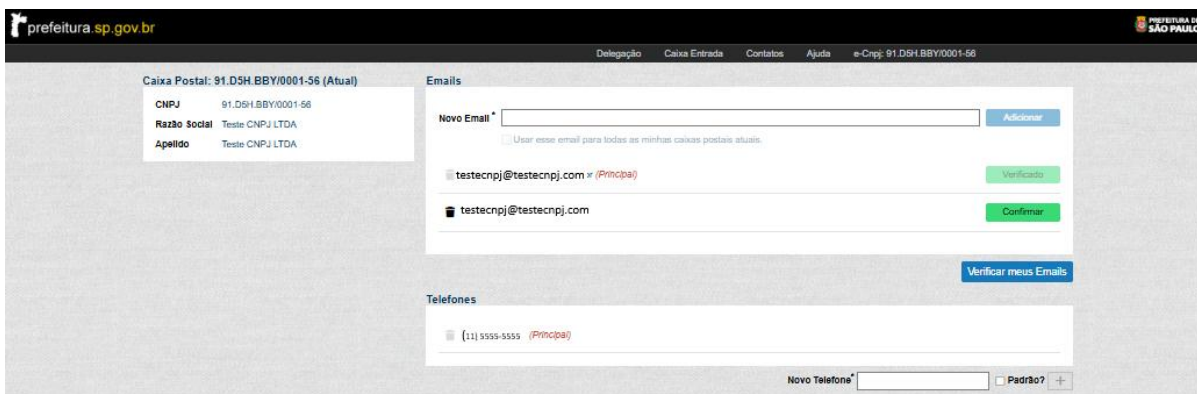 prefeitura.sp.gov.br
PREFEITURA D
SÃO PAULO
Delegação Caixa Entrada Contatos Ajuda e-Cnpj: 91.D5H.BBY/0001-56
Caixa Postal: 91.D5H.BBY/0001-56 (Atual)
CNPJ 91.D5H.BBY/0001-56
Razão Social Teste CNPJ LTDA
Apelido Teste CNPJ LTDA
Emails
Novo Email * Adicionar
Usar esse email para todas as minhas caixas postais atuais.
testecnpj@testecnpj.com (Principal) Verificado
testecnpj@testecnpj.com Confirmar
Verificar meus Emails
Telefones
(11) 5555-5555 (Principal)
Novo Telefone* Padrão? +